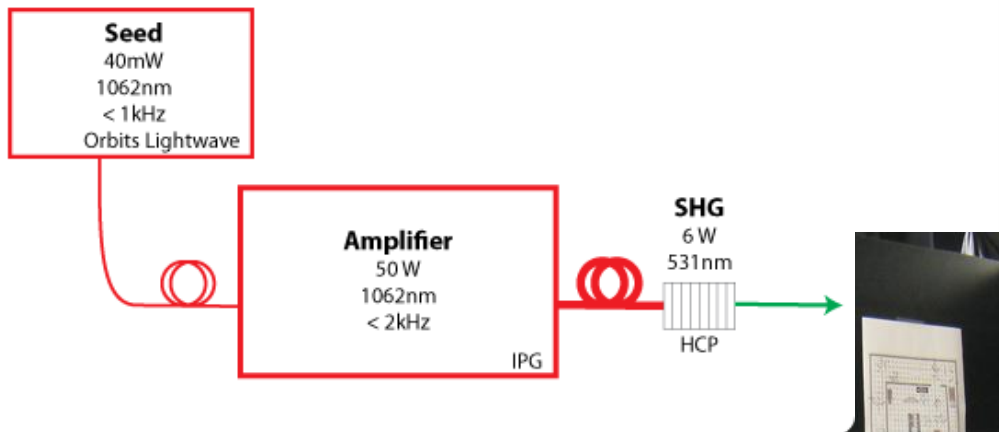 Seed
40mW
1062nm
< 1kHz
Orbits Lightwave
Amplifier
50 W
1062nm
< 2kHz
IPG
SHG
6 W
531nm
HCP